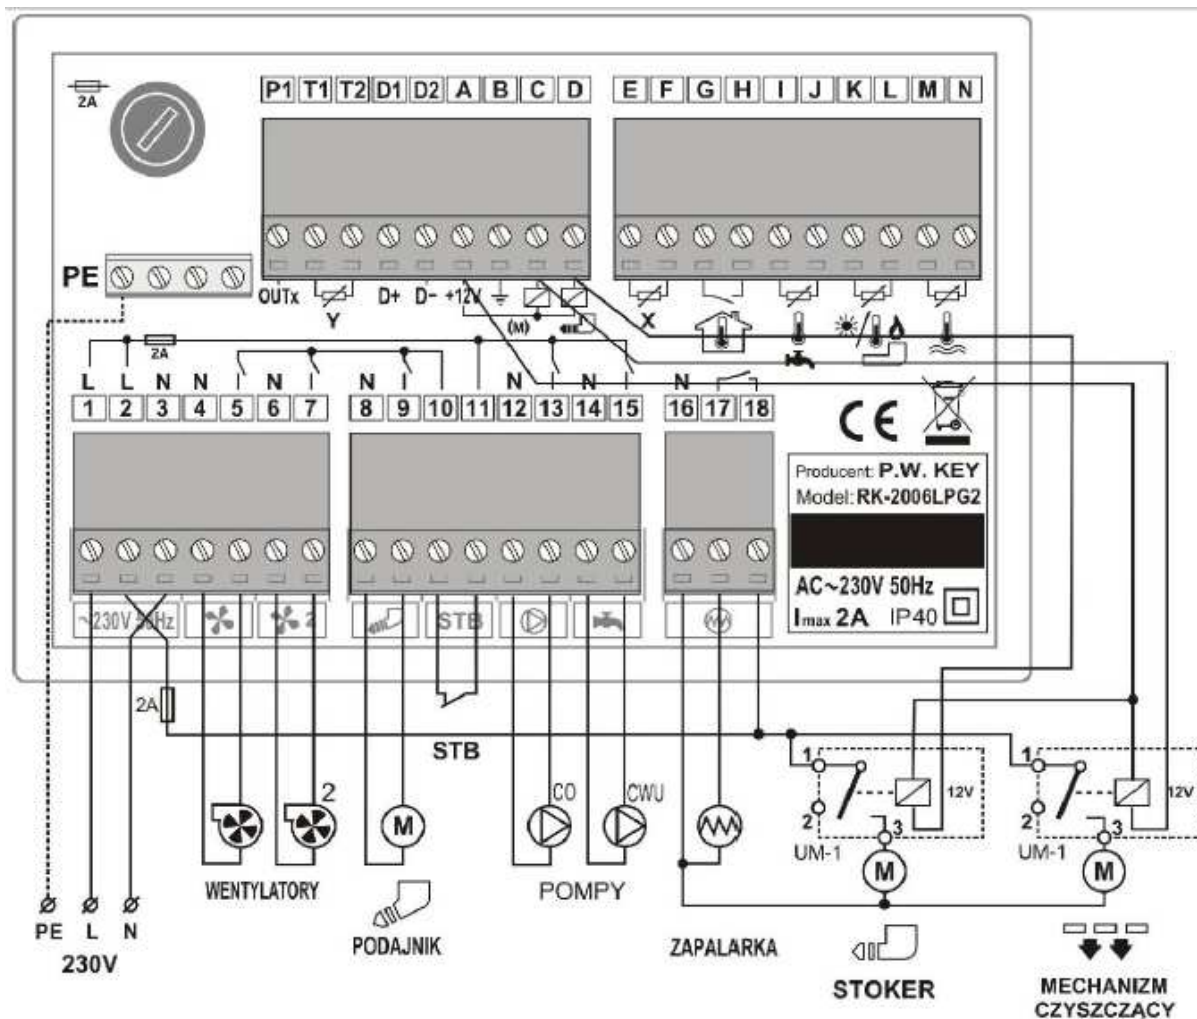 P1 T1 T2 D1 D2 A B C D E F G H I J K L M N
2A
PE
OUTx Y D+ D- +12V (M) X
2A
L L N N N N N N N
1 2 3 4 5 6 7 8 9 10 11 12 13 14 15 16 17 18
CE
Producent: P.W. KEY
Model: RK-2006LPG2
AC~230V 50Hz
Imax 2A IP40
~230V 50Hz 2 STB
2A
STB
2 M CO CWU
1 2 3 12V UM-1 M
1 2 3 12V UM-1 M
WENTYLATORY
PODAJNIK
POMPY
ZAPALARKA
PE L N
230V
STOKER
MECHANIZM
CZYSZCZĄCY